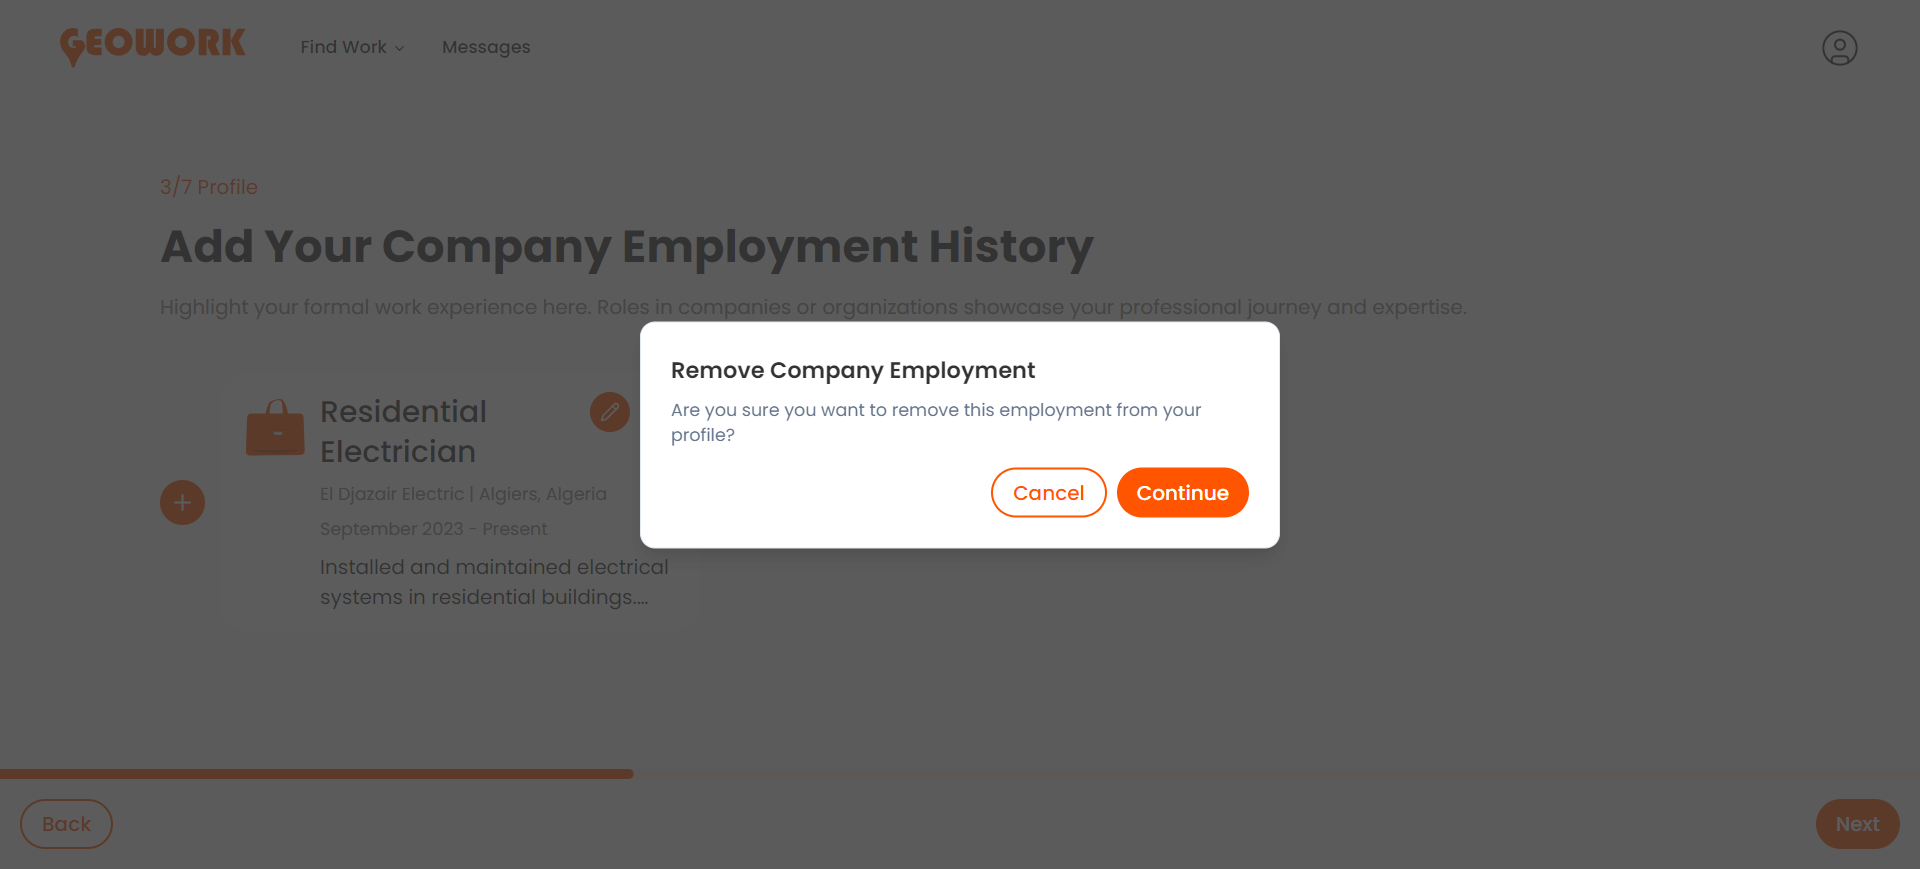 GEOWORK
Find Work
Messages
3/7 Profile
Add Your Company Employment History
Highlight your formal work experience here. Roles in companies or organizations showcase your professional journey and expertise.
Residential
Electrician
El Djazair Electric | Algiers, Algeria
September 2023 - Present
Installed and maintained electrical
systems in residential buildings....
Remove Company Employment
Are you sure you want to remove this employment from your
profile?
Cancel
Continue
Back
Next